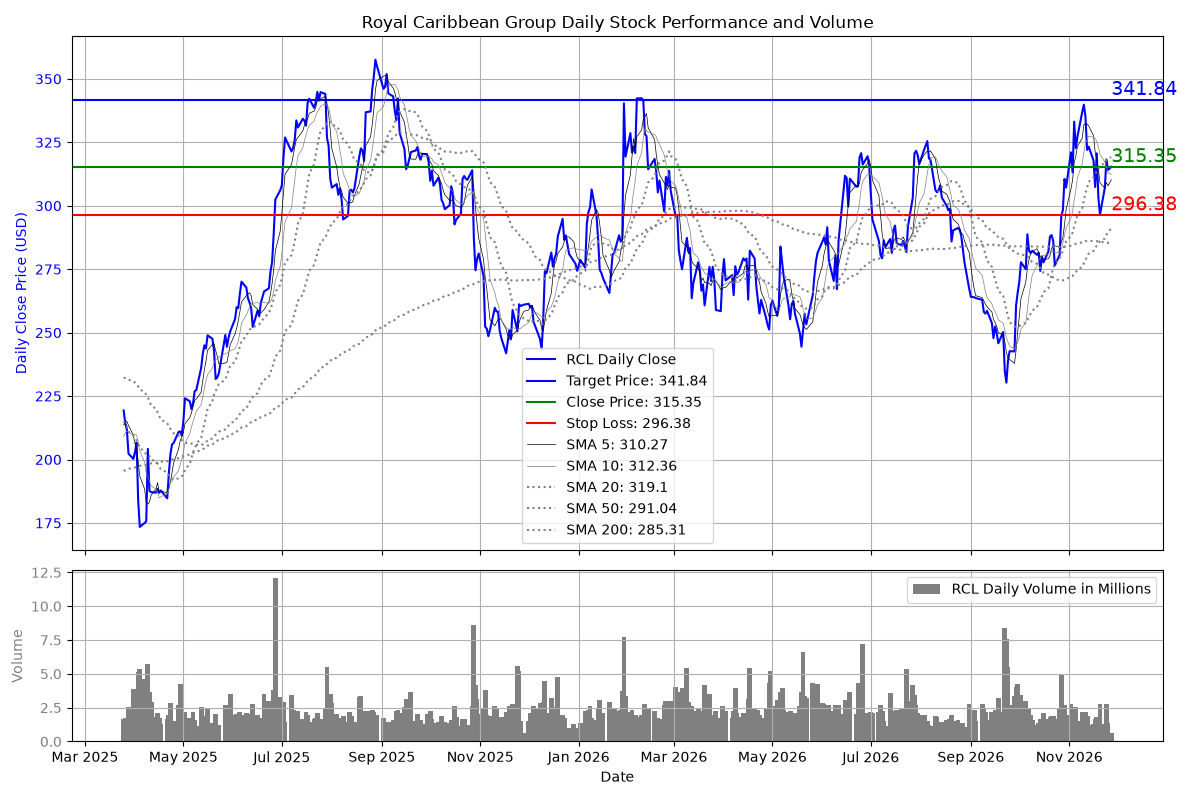 Royal Caribbean Group Daily Stock Performance and Volume
Daily Close Price (USD)
350
325
300
275
250
225
200
175
341.84
315.35
296.38
RCL Daily Close
Target Price: 341.84
Close Price: 315.35
Stop Loss: 296.38
SMA 5: 310.27
SMA 10: 312.36
SMA 20: 319.1
SMA 50: 291.04
SMA 200: 285.31
Volume
12.5
10.0
7.5
5.0
2.5
0.0
RCL Daily Volume in Millions
Mar 2025 May 2025 Jul 2025 Sep 2025 Nov 2025 Jan 2026 Mar 2026 May 2026 Jul 2026 Sep 2026 Nov 2026
Date